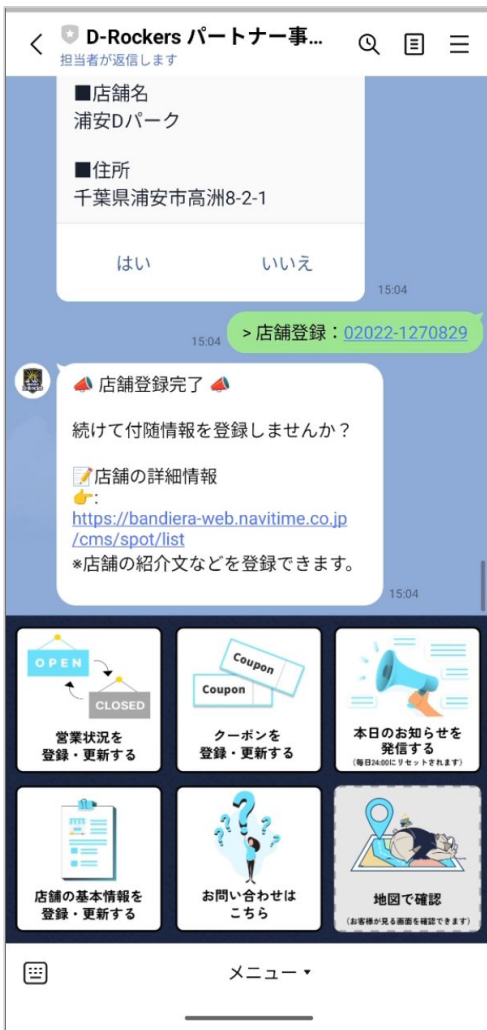 D-Rockers パートナー事...
担当者が返信します
■店舗名
浦安Dパーク
■住所
千葉県浦安市高洲8-2-1
はい いいえ
15:04
15:04
> 店舗登録：02022-1270829
📣 店舗登録完了 📣
続けて付随情報を登録しませんか？
📝店舗の詳細情報
👉:
https://bandiera-web.navitime.co.jp
/cms/spot/list
※店舗の紹介文などを登録できます。
15:04
OPEN
CLOSED
営業状況を
登録・更新する
Coupon
Coupon
クーポンを
登録・更新する
本日のお知らせを
発信する
(毎日24:00にリセットされます)
店舗の基本情報を
登録・更新する
お問い合わせは
こちら
地図で確認
(お客様が見る画面を確認できます)
メニュー ▾